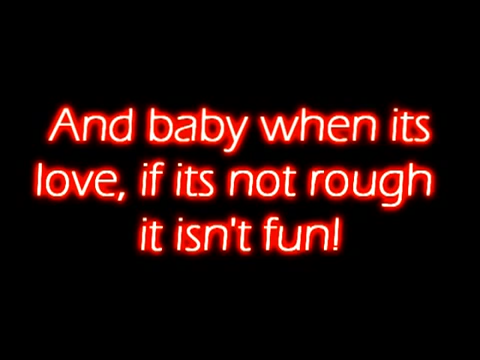 And baby when its
love, if its not rough
it isn't fun!